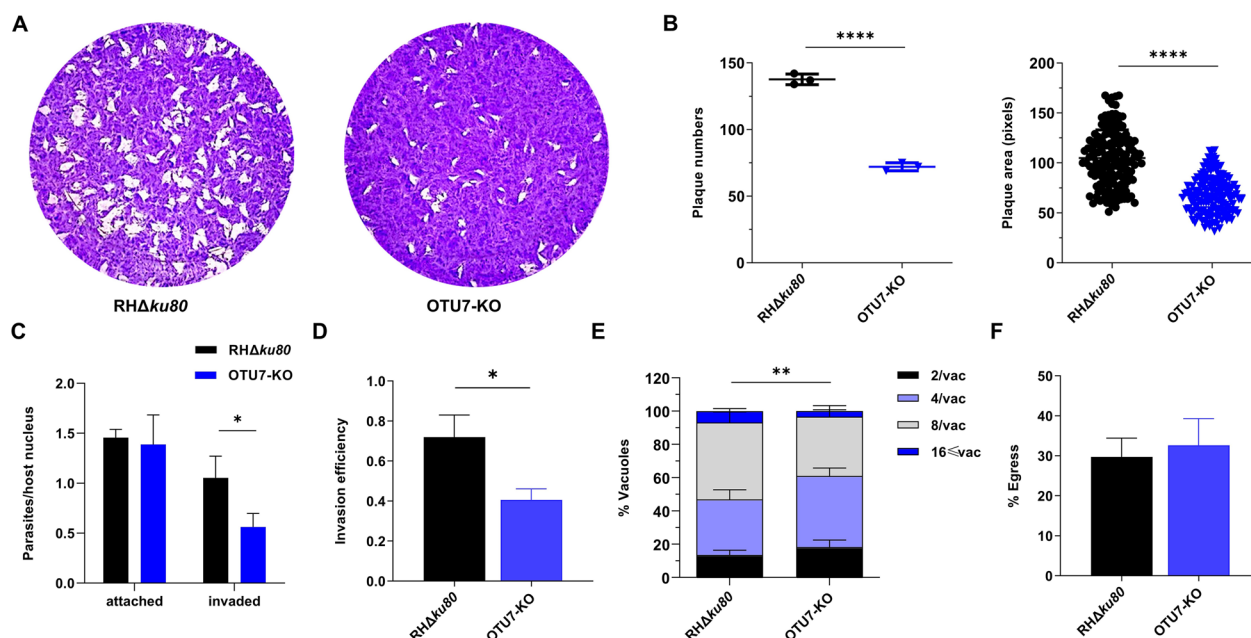 A
RHΔku80
OTU7-KO
B
****
Plaque numbers
150
100
50
0
RHΔku80
OTU7-KO
****
Plaque area (pixels)
200
150
100
50
0
RHΔku80
OTU7-KO
C
RHΔku80
OTU7-KO
Parasites/host nucleus
2.0
1.5
1.0
0.5
0.0
*
attached
invaded
D
Invasion efficiency
1.0
0.8
0.6
0.4
0.2
0.0
*
RHΔku80
OTU7-KO
E
% Vacuoles
120
100
80
60
40
20
0
**
RHΔku80
OTU7-KO
2/vac
4/vac
8/vac
16⩽vac
F
% Egress
50
40
30
20
10
0
RHΔku80
OTU7-KO